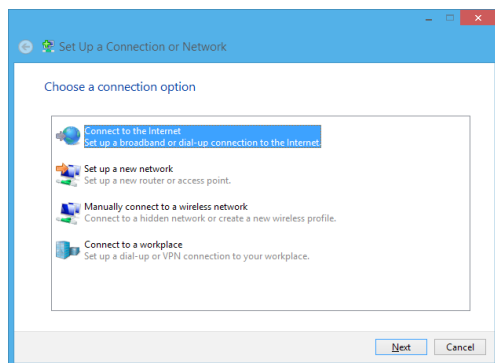 Set Up a Connection or Network
Choose a connection option
Connect to the Internet
Set up a broadband or dial-up connection to the Internet.
Set up a new network
Set up a new router or access point.
Manually connect to a wireless network
Connect to a hidden network or create a new wireless profile.
Connect to a workplace
Set up a dial-up or VPN connection to your workplace.
Next Cancel